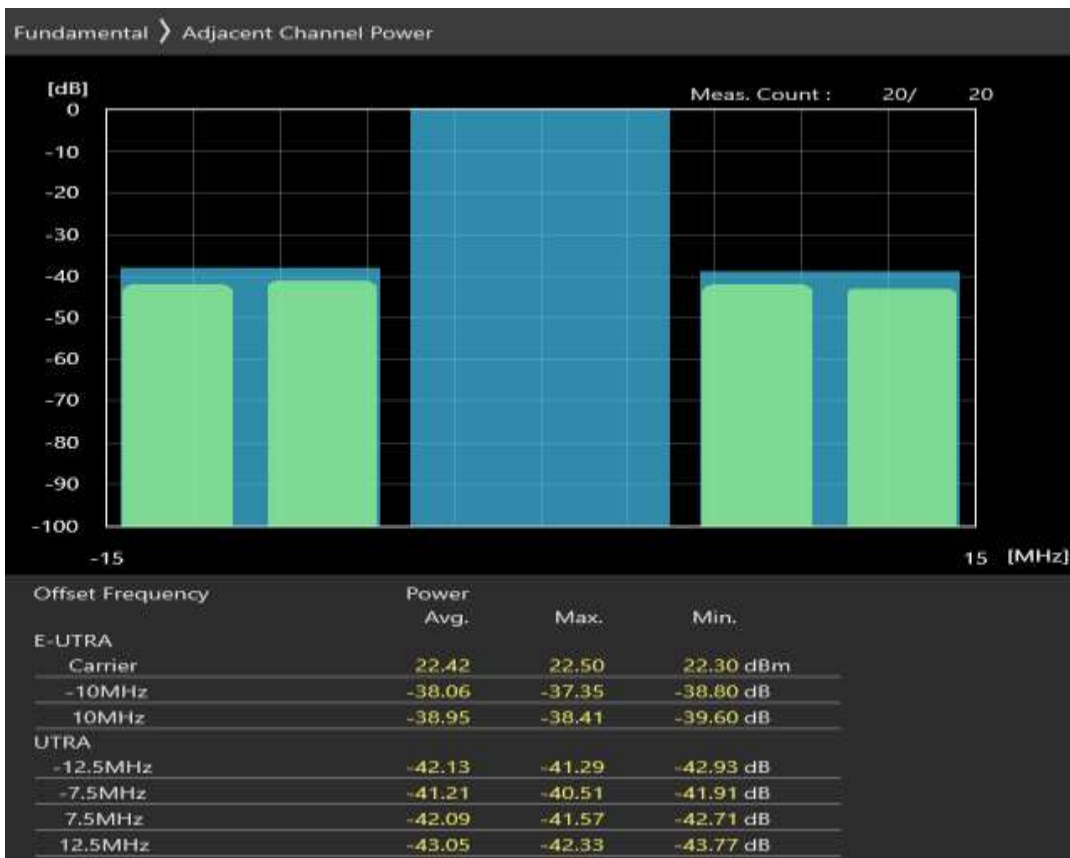 Fundamental ❯ Adjacent Channel Power
[dB]
Meas. Count : 20/ 20
0
-10
-20
-30
-40
-50
-60
-70
-80
-90
-100
-15 15 [MHz]
Offset Frequency Power
Avg. Max. Min.
E-UTRA
Carrier 22.42 22.50 22.30 dBm
-10MHz -38.06 -37.35 -38.80 dB
10MHz -38.95 -38.41 -39.60 dB
UTRA
-12.5MHz -42.13 -41.29 -42.93 dB
-7.5MHz -41.21 -40.51 -41.91 dB
7.5MHz -42.09 -41.57 -42.71 dB
12.5MHz -43.05 -42.33 -43.77 dB